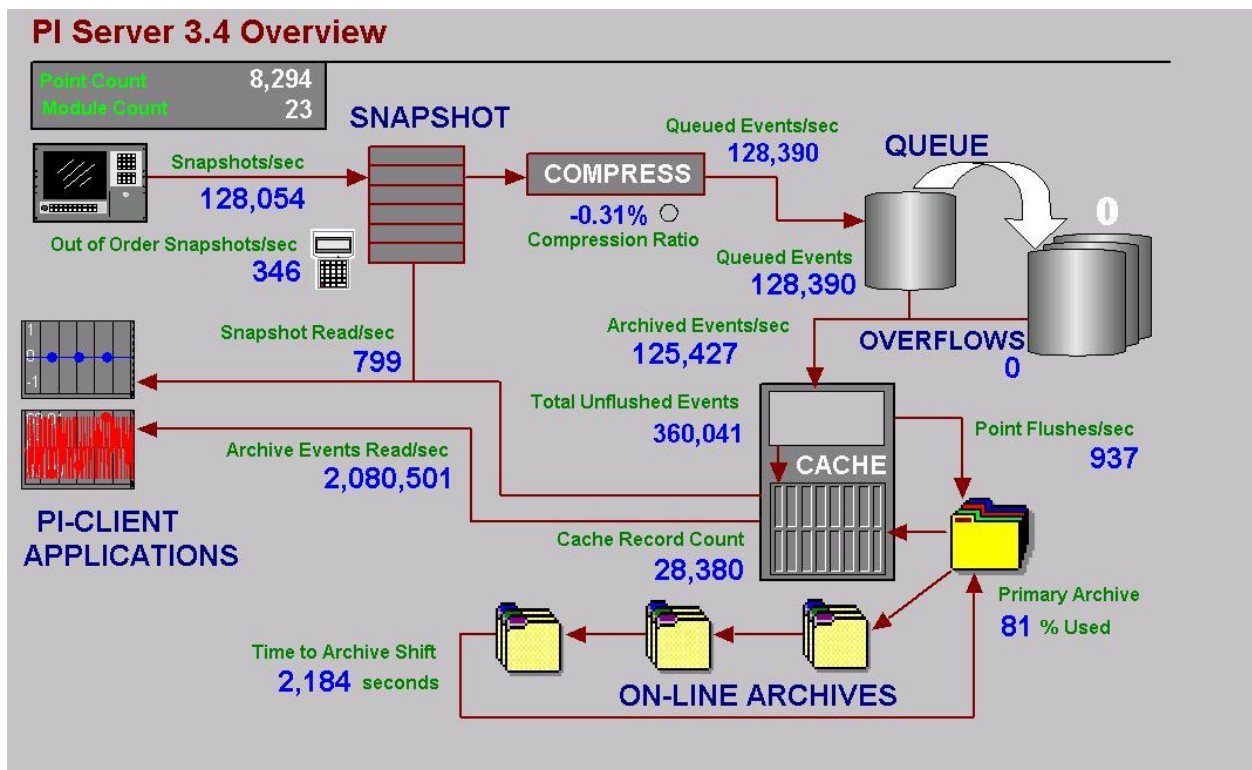 PI Server 3.4 Overview
Point Count 8,294
Module Count 23
SNAPSHOT
Snapshots/sec
128,054
Out of Order Snapshots/sec
346
COMPRESS
-0.31%
Compression Ratio
Queued Events/sec
128,390
QUEUE
0
Queued Events
128,390
OVERFLOWS
0
Snapshot Read/sec
799
1
0
-1
Archived Events/sec
125,427
Total Unflushed Events
360,041
CACHE
Point Flushes/sec
937
Archive Events Read/sec
2,080,501
PI-CLIENT
APPLICATIONS
Cache Record Count
28,380
Primary Archive
81 % Used
Time to Archive Shift
2,184 seconds
ON-LINE ARCHIVES